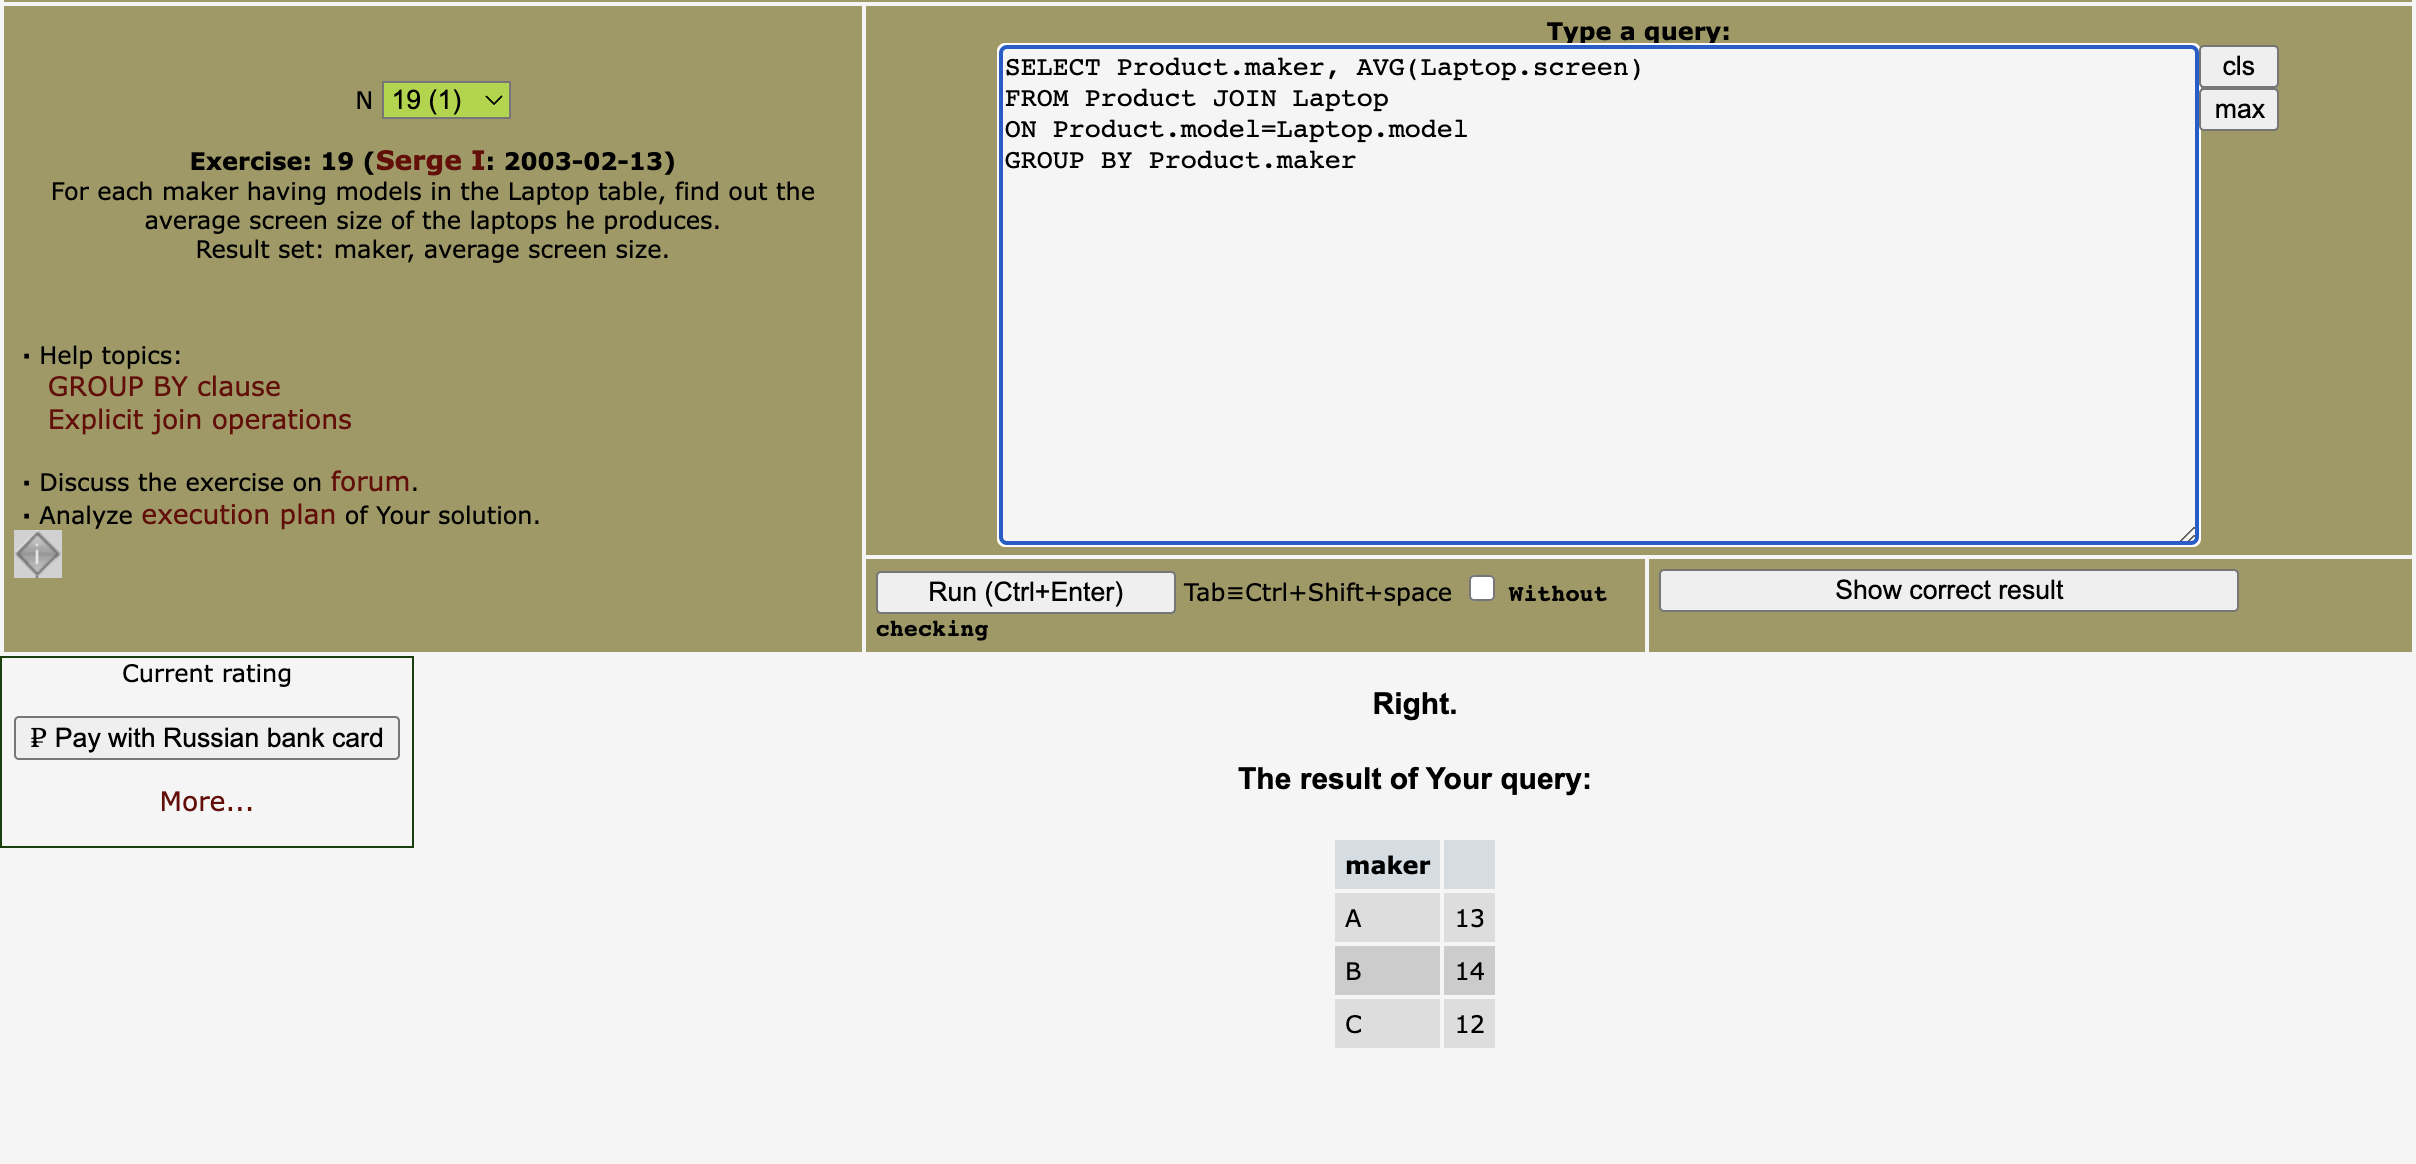 N 19 (1)
Exercise: 19 (Serge I: 2003-02-13)
For each maker having models in the Laptop table, find out the
average screen size of the laptops he produces.
Result set: maker, average screen size.
· Help topics:
GROUP BY clause
Explicit join operations
· Discuss the exercise on forum.
· Analyze execution plan of Your solution.
i
Type a query:
SELECT Product.maker, AVG(Laptop.screen)
FROM Product JOIN Laptop
ON Product.model=Laptop.model
GROUP BY Product.maker
cls
max
Run (Ctrl+Enter) Tab≡Ctrl+Shift+space Without
checking
Show correct result
Current rating
₽ Pay with Russian bank card
More...
Right.
The result of Your query:
maker
A 13
B 14
C 12